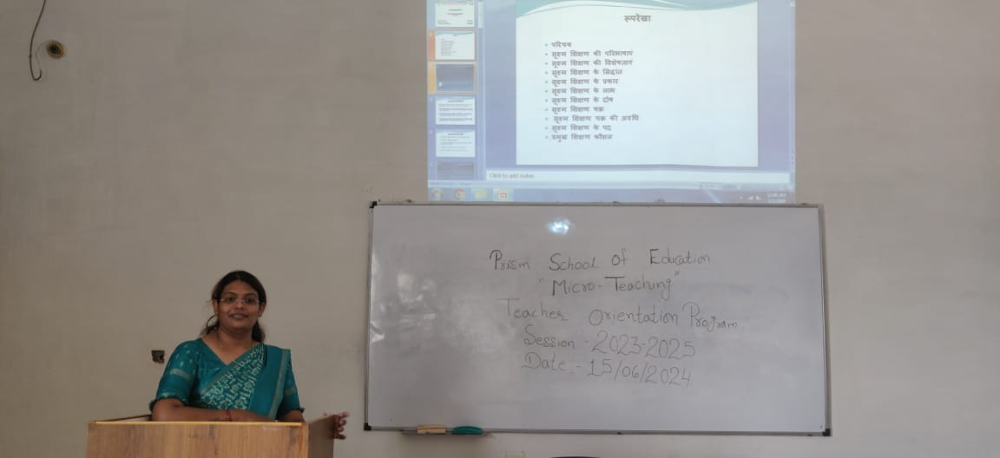 रूपरेखा
परिचय
सूक्ष्म शिक्षण की परिभाषाएं
सूक्ष्म शिक्षण की विशेषताएं
सूक्ष्म शिक्षण के सिद्धांत
सूक्ष्म शिक्षण के प्रकार
सूक्ष्म शिक्षण के लाभ
सूक्ष्म शिक्षण के दोष
सूक्ष्म शिक्षण चक्र
सूक्ष्म शिक्षण चक्र की अवधि
सूक्ष्म शिक्षण के पद
प्रमुख शिक्षण कौशल
Click to add notes
Prism School Of Education
"Micro-Teaching"
Teacher Orientation Program
Session - 2023-2025
Date :- 15/06/2024